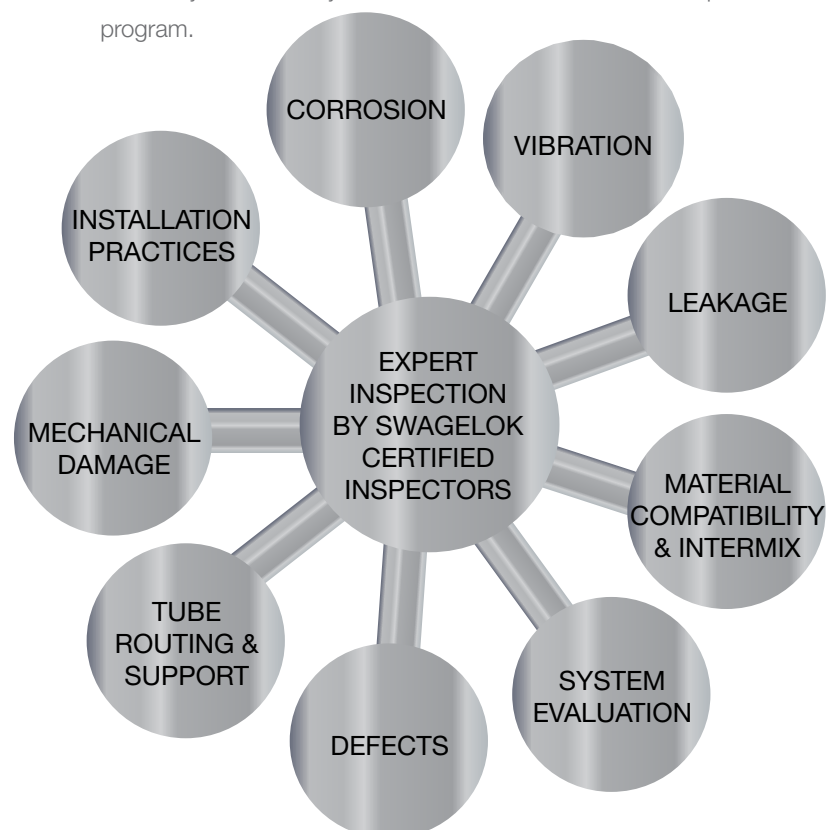 program.
CORROSION
VIBRATION
LEAKAGE
MATERIAL
COMPATIBILITY
& INTERMIX
SYSTEM
EVALUATION
DEFECTS
TUBE
ROUTING &
SUPPORT
MECHANICAL
DAMAGE
INSTALLATION
PRACTICES
EXPERT
INSPECTION
BY SWAGELOK
CERTIFIED
INSPECTORS